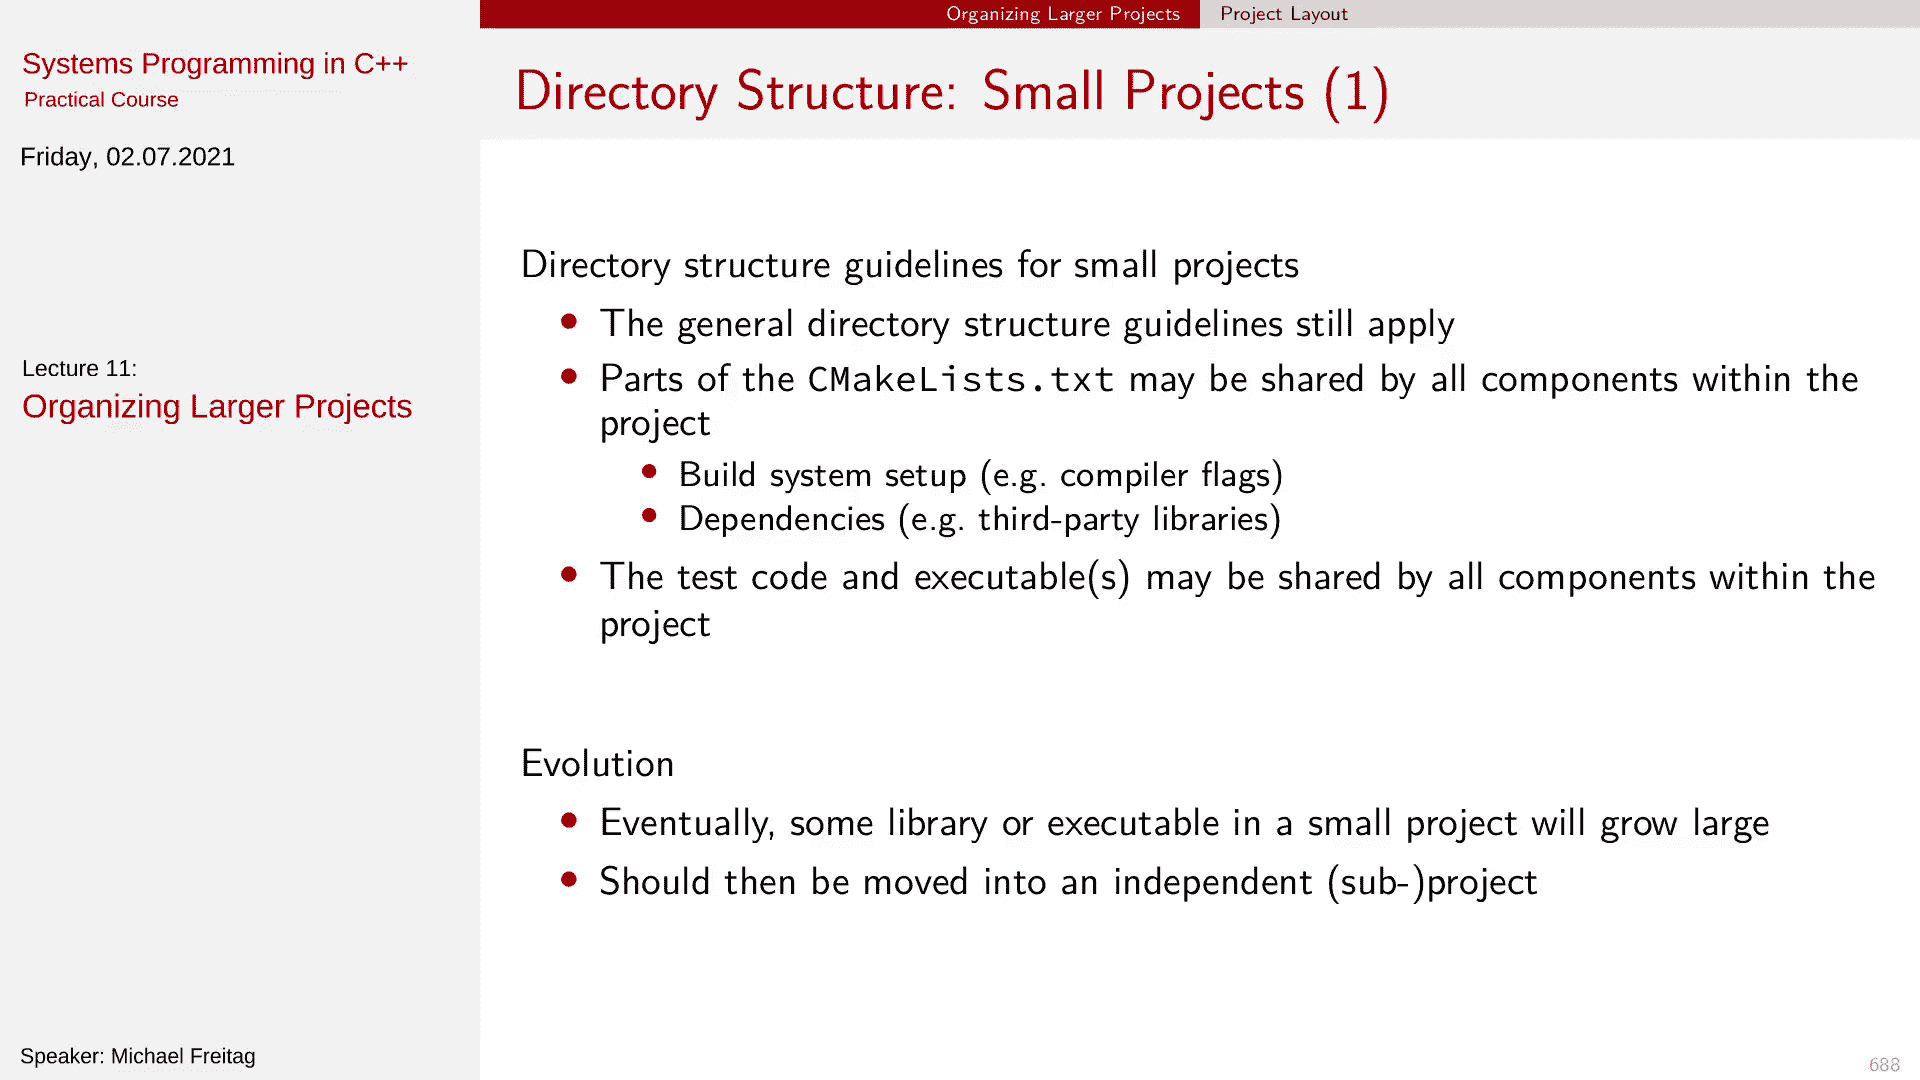 Organizing Larger Projects Project Layout
Systems Programming in C++
Practical Course
Friday, 02.07.2021
Lecture 11:
Organizing Larger Projects
Speaker: Michael Freitag
Directory Structure: Small Projects (1)
Directory structure guidelines for small projects
• The general directory structure guidelines still apply
• Parts of the CMakeLists.txt may be shared by all components within the
project
• Build system setup (e.g. compiler flags)
• Dependencies (e.g. third-party libraries)
• The test code and executable(s) may be shared by all components within the
project
Evolution
• Eventually, some library or executable in a small project will grow large
• Should then be moved into an independent (sub-)project
688